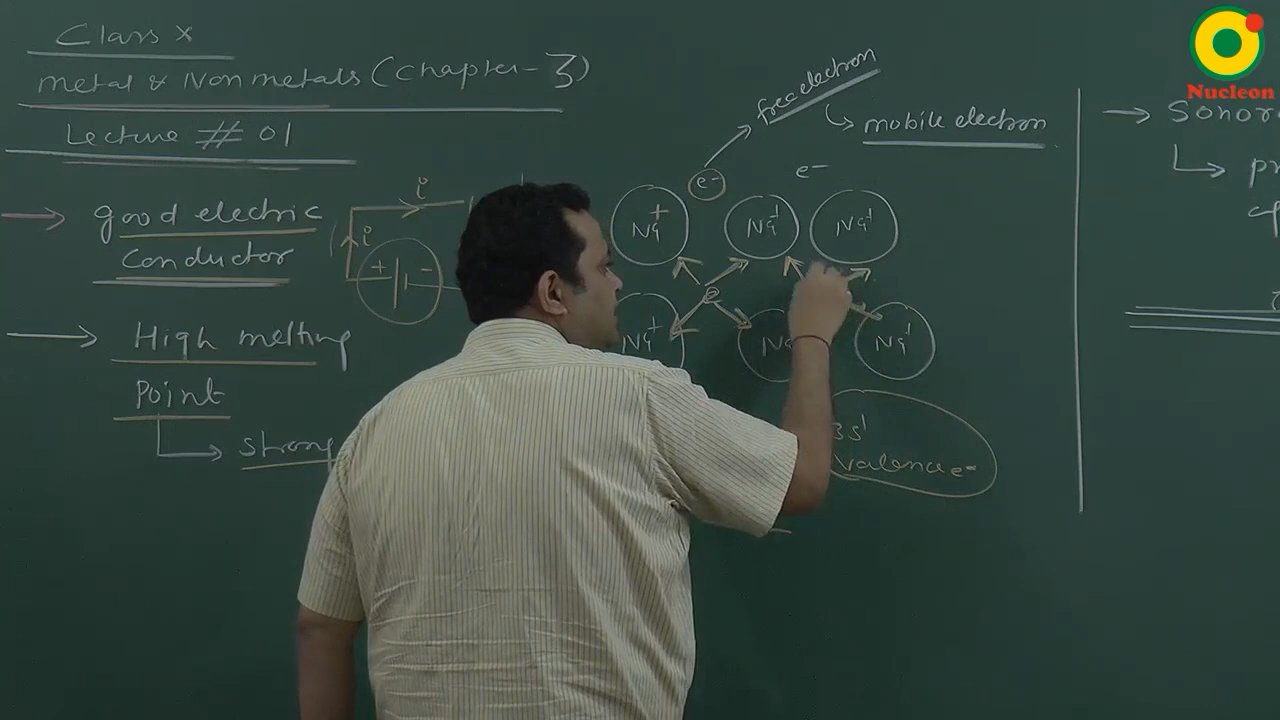 Class X
Metal & Non metals (Chapter - 3)
Lecture # 01
good electric
conductor
i
i
+ -
High melting
Point
strong
free electron
mobile electron
e-
e-
Na+ Na+ Na+
e
Na+ Na Na+
3s1
valence e-
Nucleon